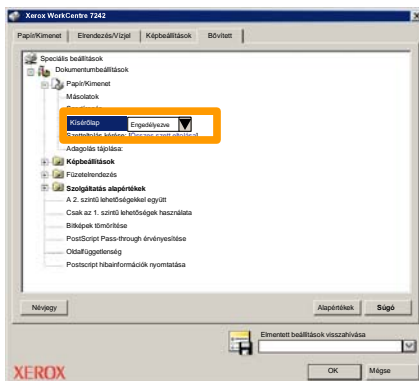 Xerox WorkCentre 7242
Papír/Kimenet Elrendezés/Vízjel Képbeállítások Bővített
Speciális beállítások
Dokumentumbeállítások
Papír/Kimenet
Másolatok
Kísérőlap Engedélyezve
Adagolás tájolása:
Képbeállítások
Füzetelrendezés
Szolgáltatás alapértékek
A 2. szintű lehetőségekkel együtt
Csak az 1. szintű lehetőségek használata
Bitképek tömörítése
PostScript Pass-through érvényesítése
Oldalfüggetlenség
Postscript hibainformációk nyomtatása
Névjegy Alapértékek Súgó
Elmentett beállítások visszahívása
XEROX OK Mégse